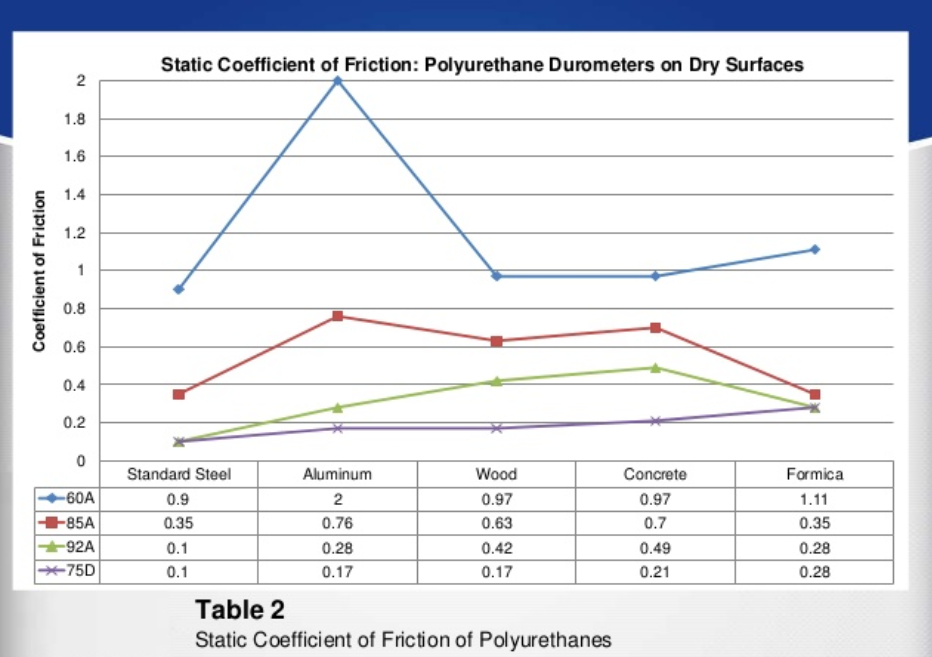 Static Coefficient of Friction: Polyurethane Durometers on Dry Surfaces
Coefficient of Friction
2
1.8
1.6
1.4
1.2
1
0.8
0.6
0.4
0.2
0
Standard Steel Aluminum Wood Concrete Formica
60A 0.9 2 0.97 0.97 1.11
85A 0.35 0.76 0.63 0.7 0.35
92A 0.1 0.28 0.42 0.49 0.28
75D 0.1 0.17 0.17 0.21 0.28
Table 2
Static Coefficient of Friction of Polyurethanes